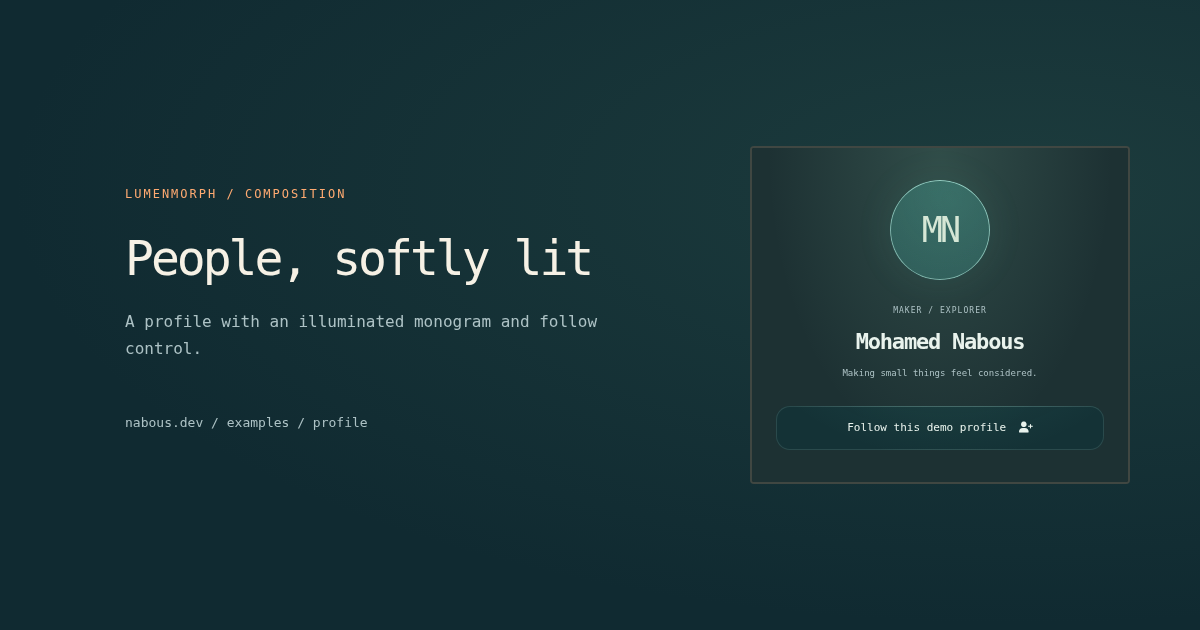 LUMENMORPH / COMPOSITION
People, softly lit
A profile with an illuminated monogram and follow
control.
nabous.dev / examples / profile
MN
MAKER / EXPLORER
Mohamed Nabous
Making small things feel considered.
Follow this demo profile